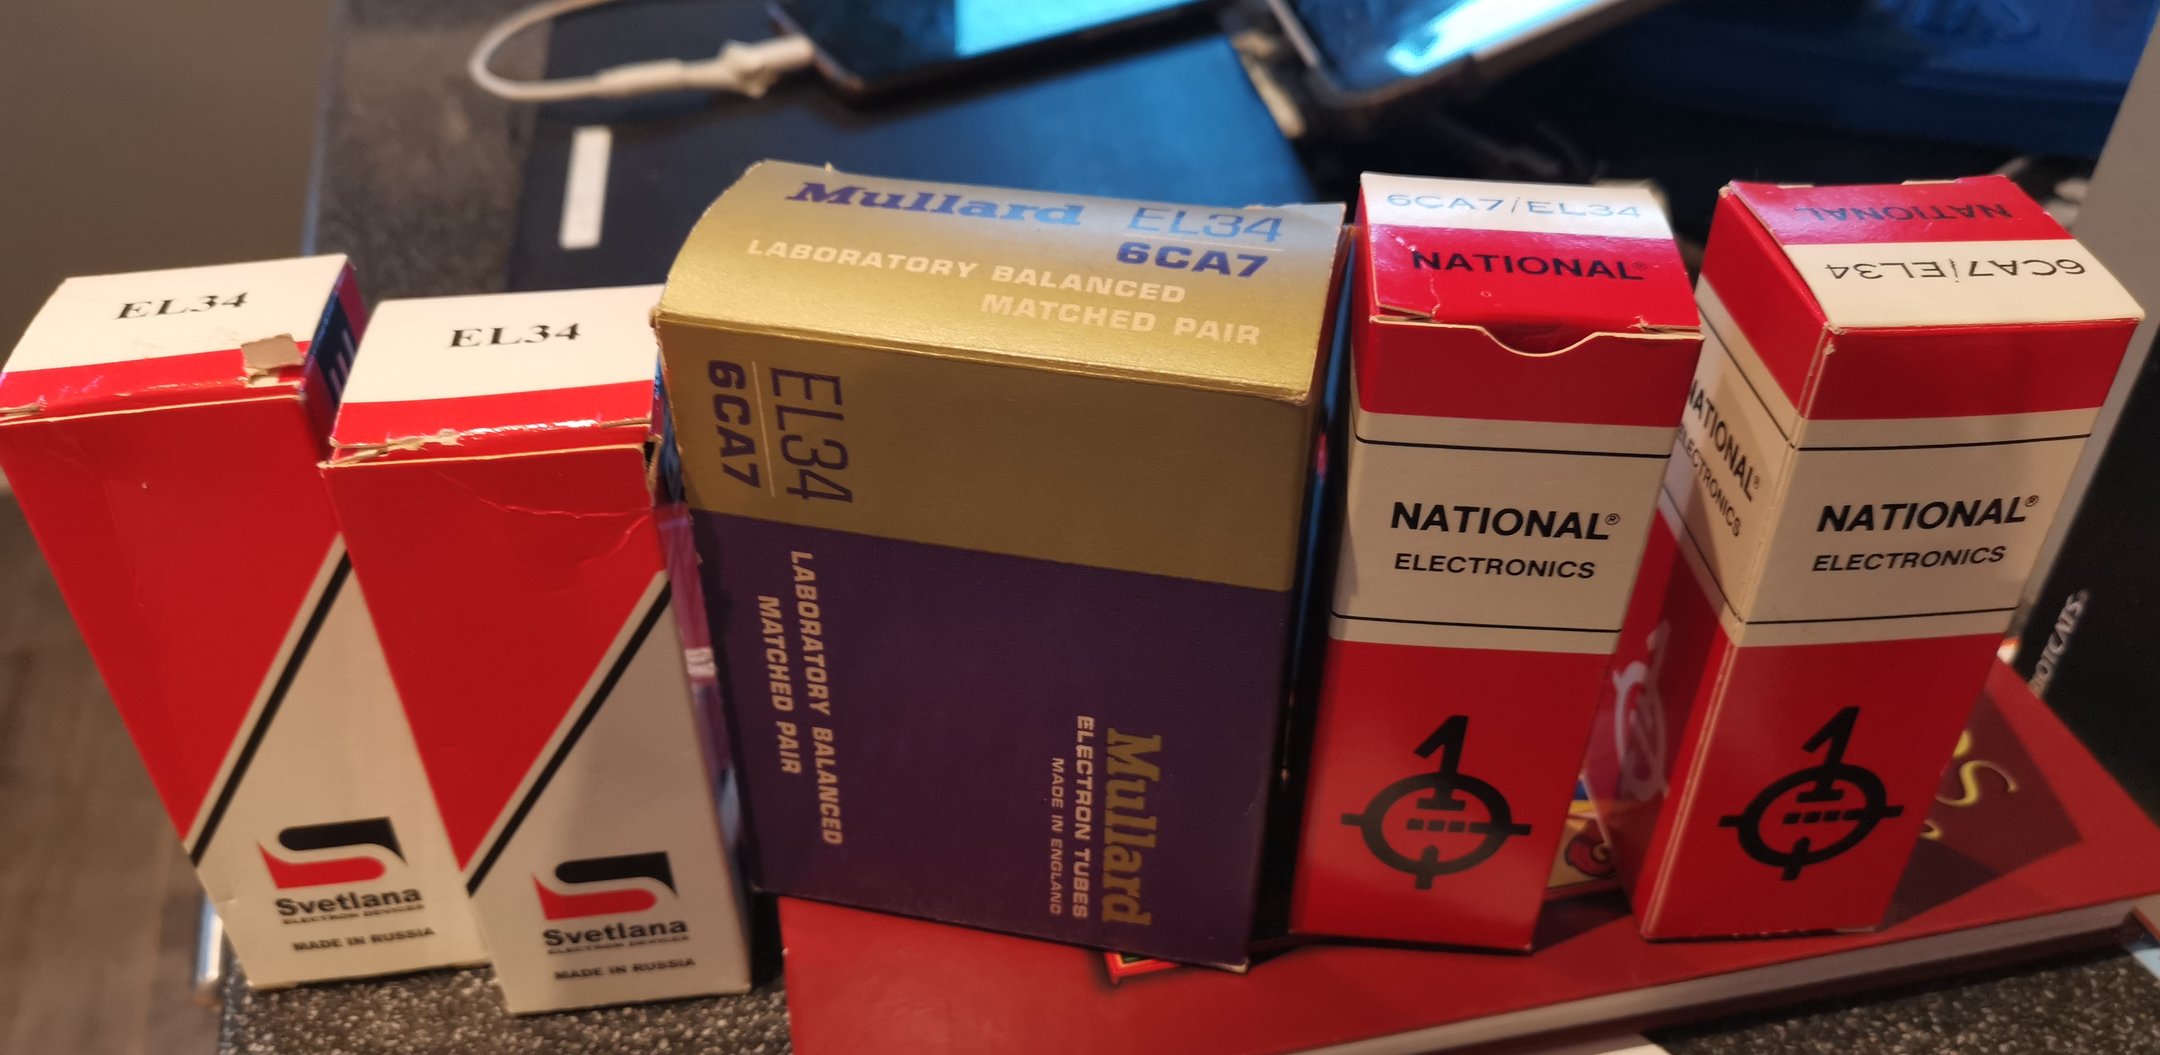 EL34
Svetlana
ELECTRON DEVICES
MADE IN RUSSIA
EL34
Svetlana
ELECTRON DEVICES
MADE IN RUSSIA
Mullard EL34
6CA7
LABORATORY BALANCED
MATCHED PAIR
EL34
6CA7
LABORATORY BALANCED
MATCHED PAIR
Mullard
ELECTRON TUBES
MADE IN ENGLAND
6CA7/EL34
NATIONAL®
NATIONAL®
ELECTRONICS
NATIONAL
6CA7/EL34
NATIONAL®
ELECTRONICS
NATIONAL®
ELECTRONICS